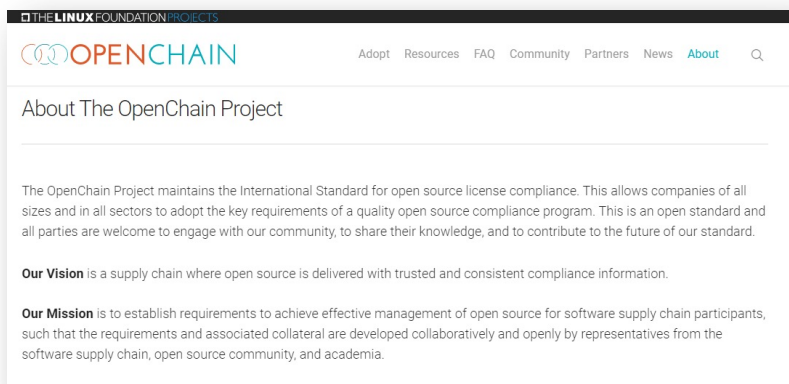 THE LINUX FOUNDATION PROJECTS
OPENCHAIN
Adopt Resources FAQ Community Partners News About
About The OpenChain Project
The OpenChain Project maintains the International Standard for open source license compliance. This allows companies of all
sizes and in all sectors to adopt the key requirements of a quality open source compliance program. This is an open standard and
all parties are welcome to engage with our community, to share their knowledge, and to contribute to the future of our standard.
Our Vision is a supply chain where open source is delivered with trusted and consistent compliance information.
Our Mission is to establish requirements to achieve effective management of open source for software supply chain participants,
such that the requirements and associated collateral are developed collaboratively and openly by representatives from the
software supply chain, open source community, and academia.